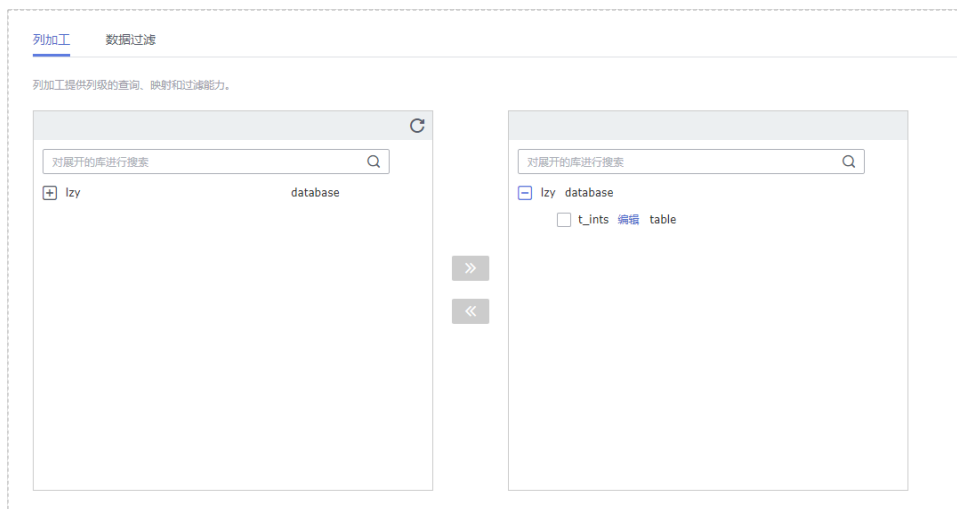 列加工 数据过滤
列加工提供列级的查询、映射和过滤能力。
对展开的库进行搜索
lzy database
对展开的库进行搜索
lzy database
t_ints 编辑 table